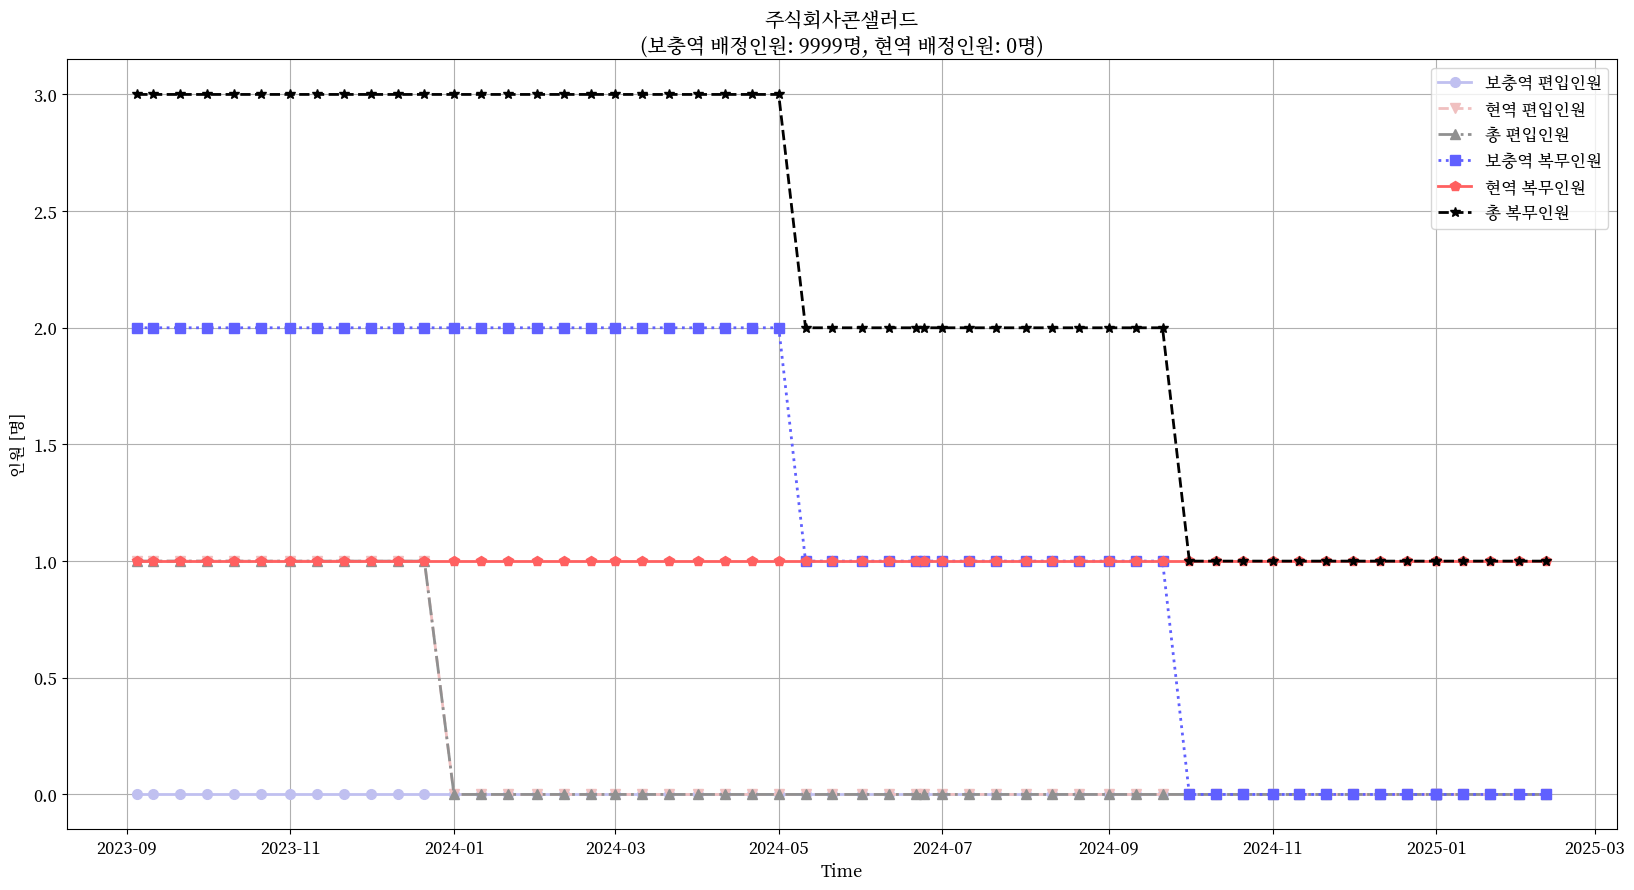 주식회사콘샐러드
(보충역 배정인원: 9999명, 현역 배정인원: 0명)
보충역 편입인원
현역 편입인원
총 편입인원
보충역 복무인원
현역 복무인원
총 복무인원
인원 [명]
3.0
2.5
2.0
1.5
1.0
0.5
0.0
2023-09
2023-11
2024-01
2024-03
2024-05
2024-07
2024-09
2024-11
2025-01
2025-03
Time